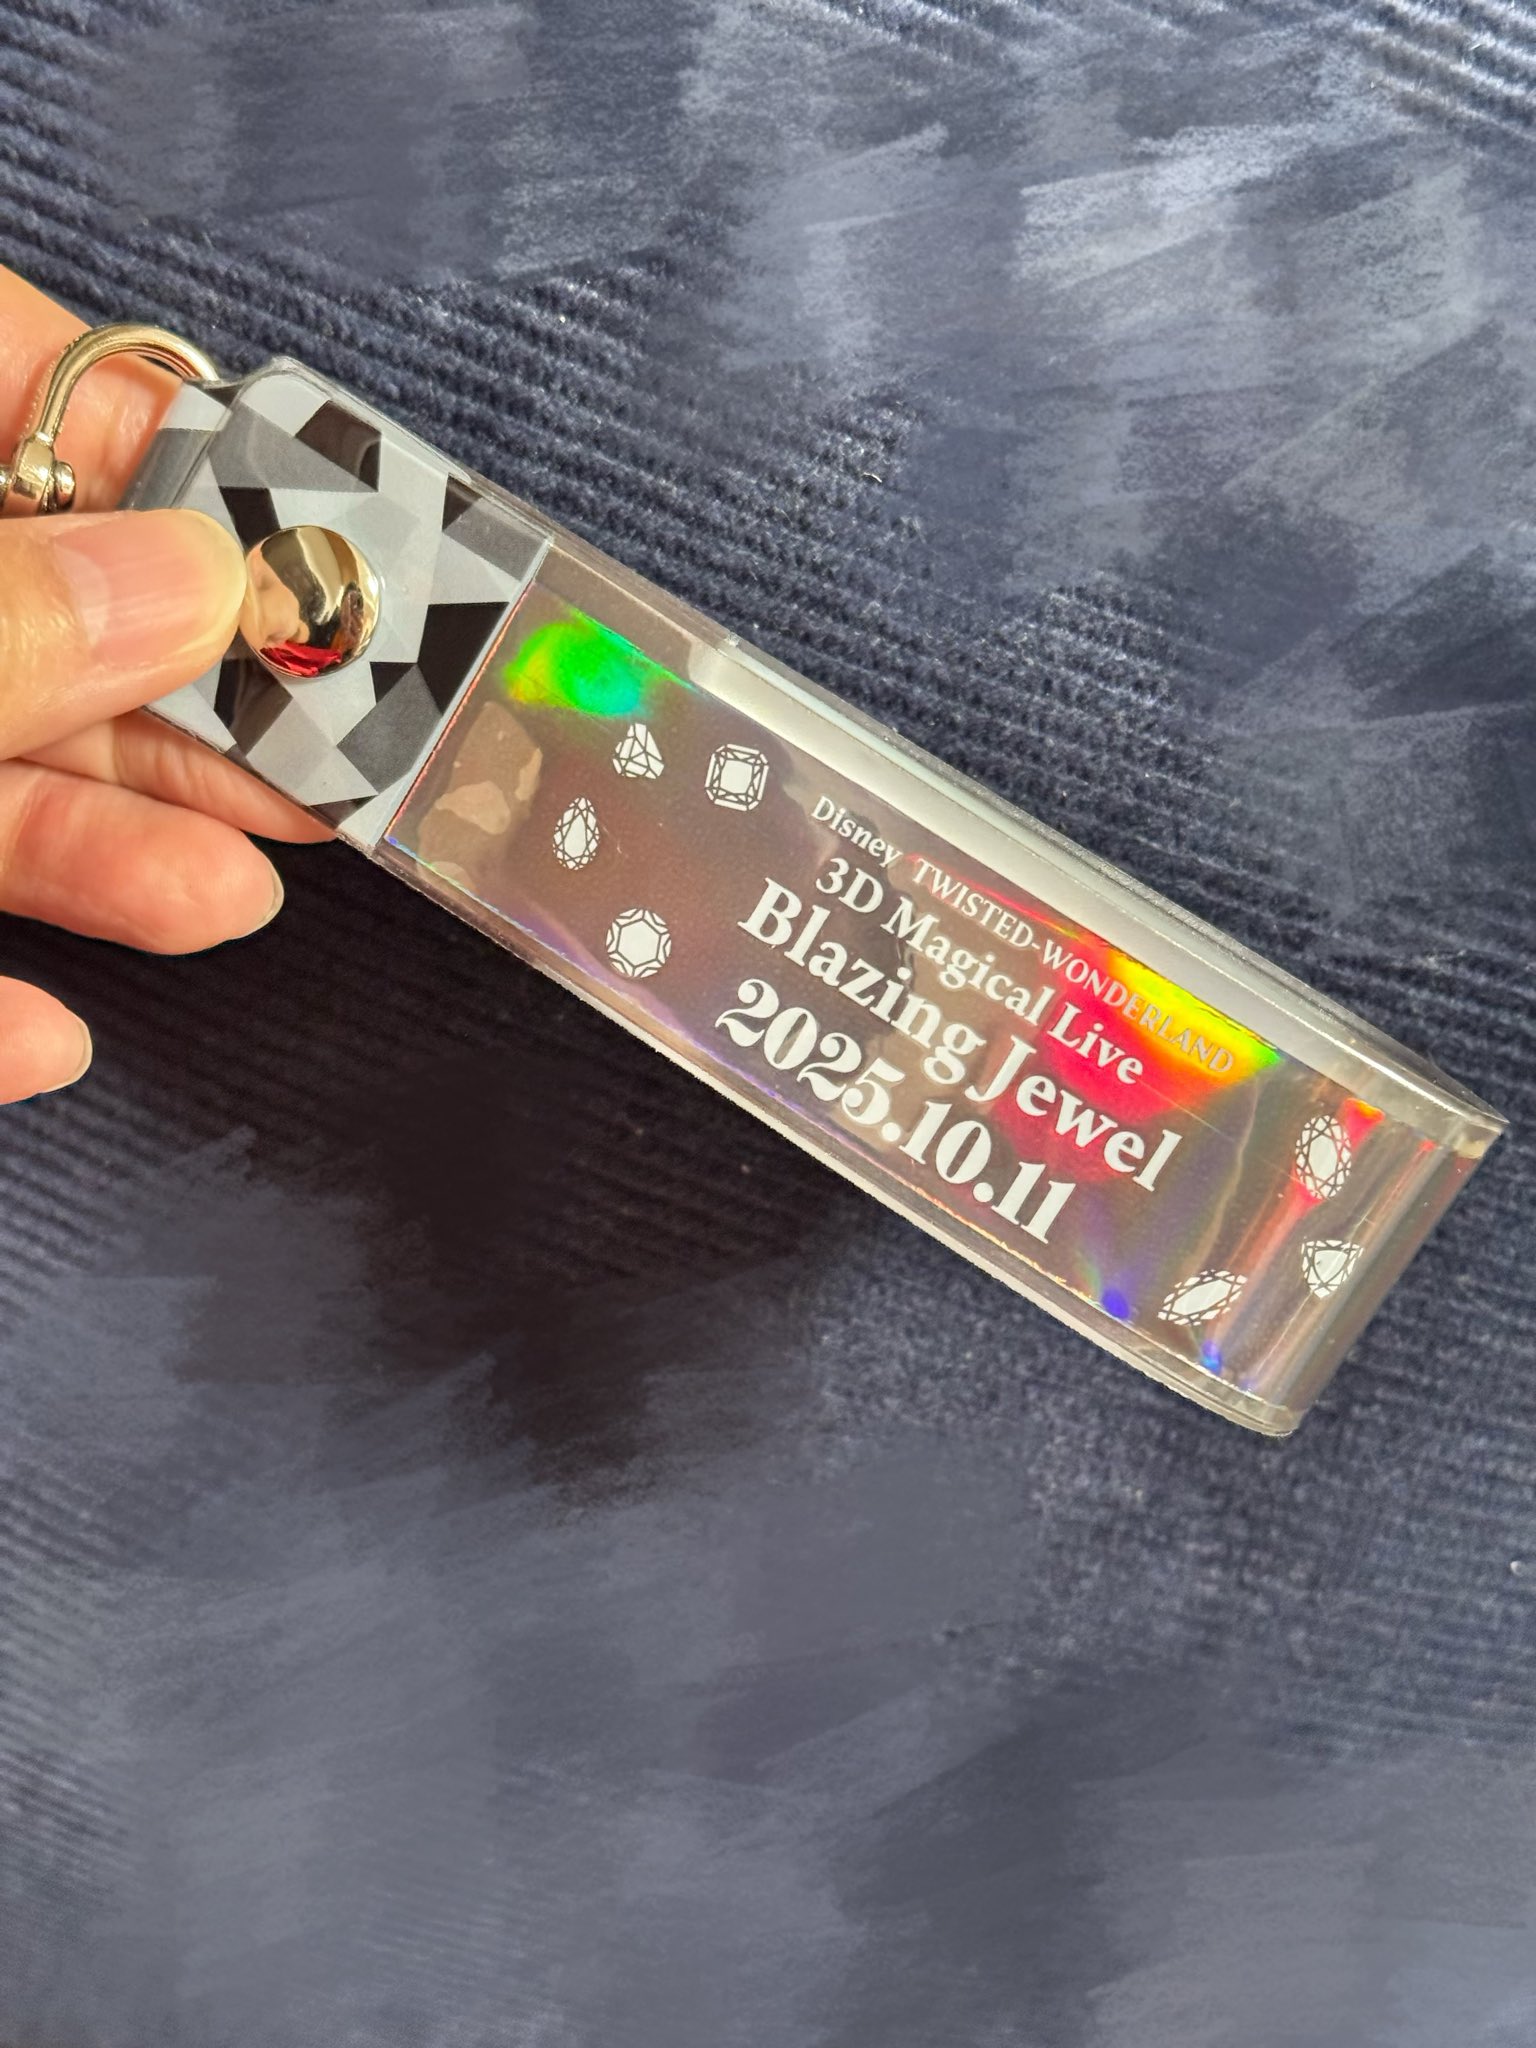 Disney TWISTED-WONDERLAND
3D Magical Live
Blazing Jewel
2025.10.11